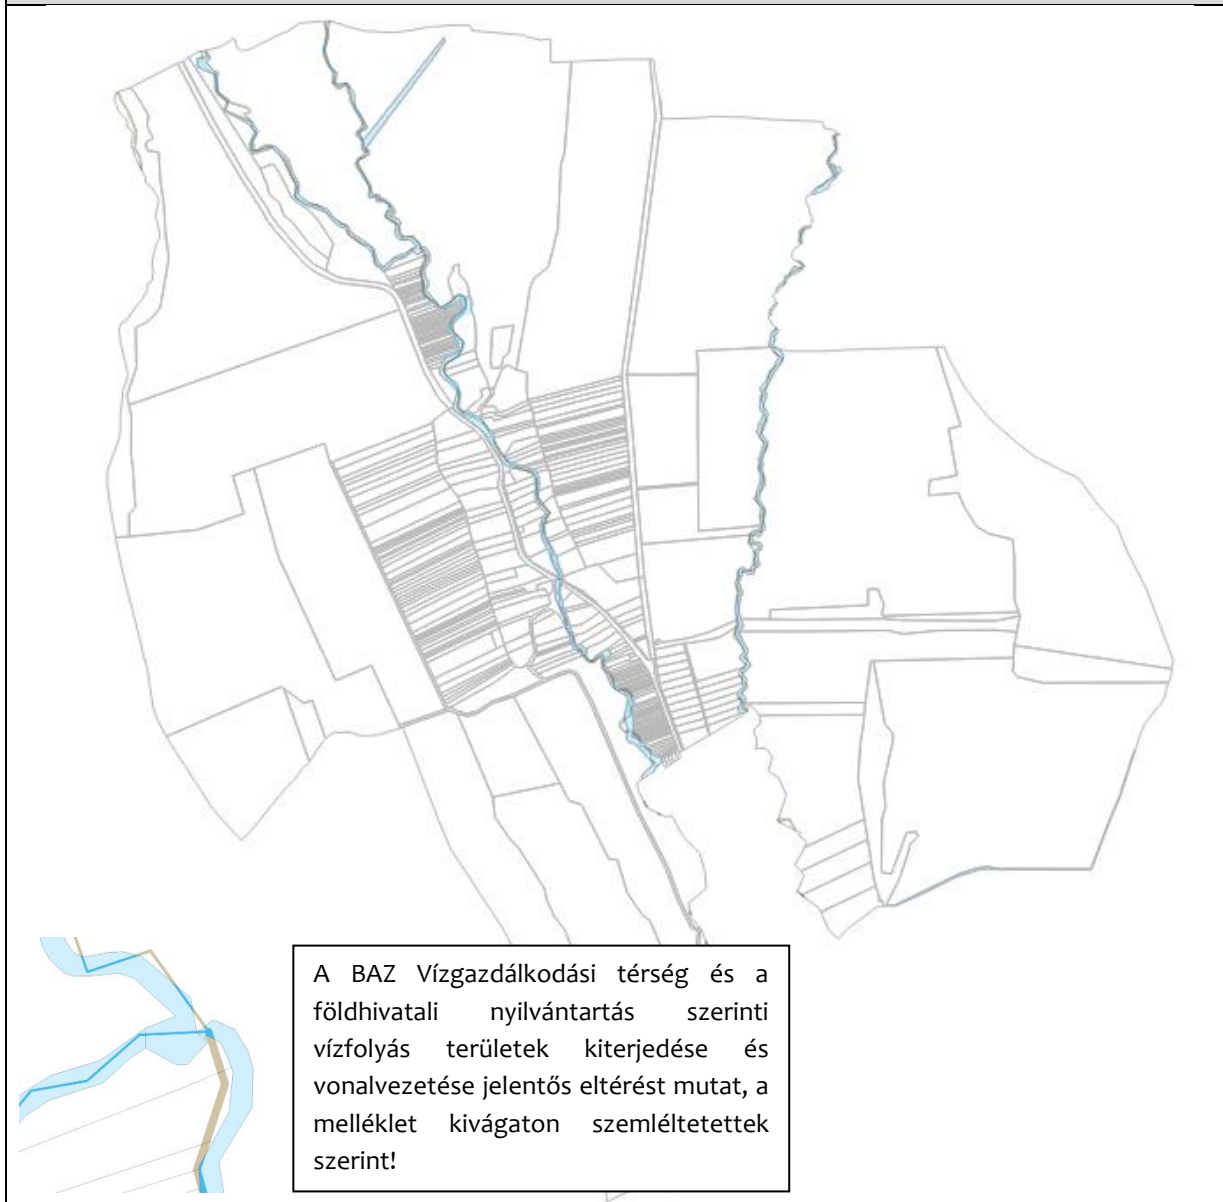 A BAZ Vízgazdálkodási térség és a
földhivatali nyilvántartás szerinti
vízfolyás területek kiterjedése és
vonalvezetése jelentős eltérést mutat, a
melléklet kivágaton szemléltetettek
szerint!